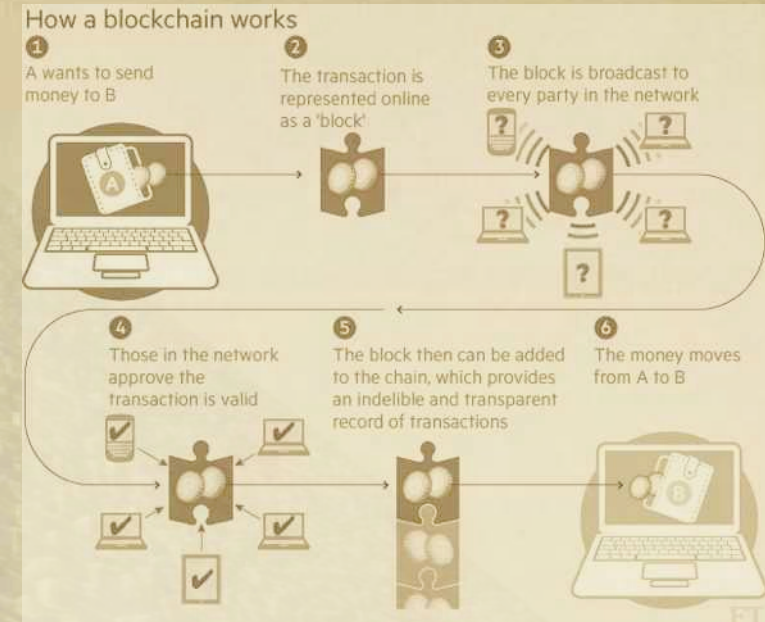 How a blockchain works
1
A wants to send
money to B
2
The transaction is
represented online
as a 'block'
3
The block is broadcast to
every party in the network
A
?
?
?
?
?
4
Those in the network
approve the
transaction is valid
5
The block then can be added
to the chain, which provides
an indelible and transparent
record of transactions
6
The money moves
from A to B
B
FT